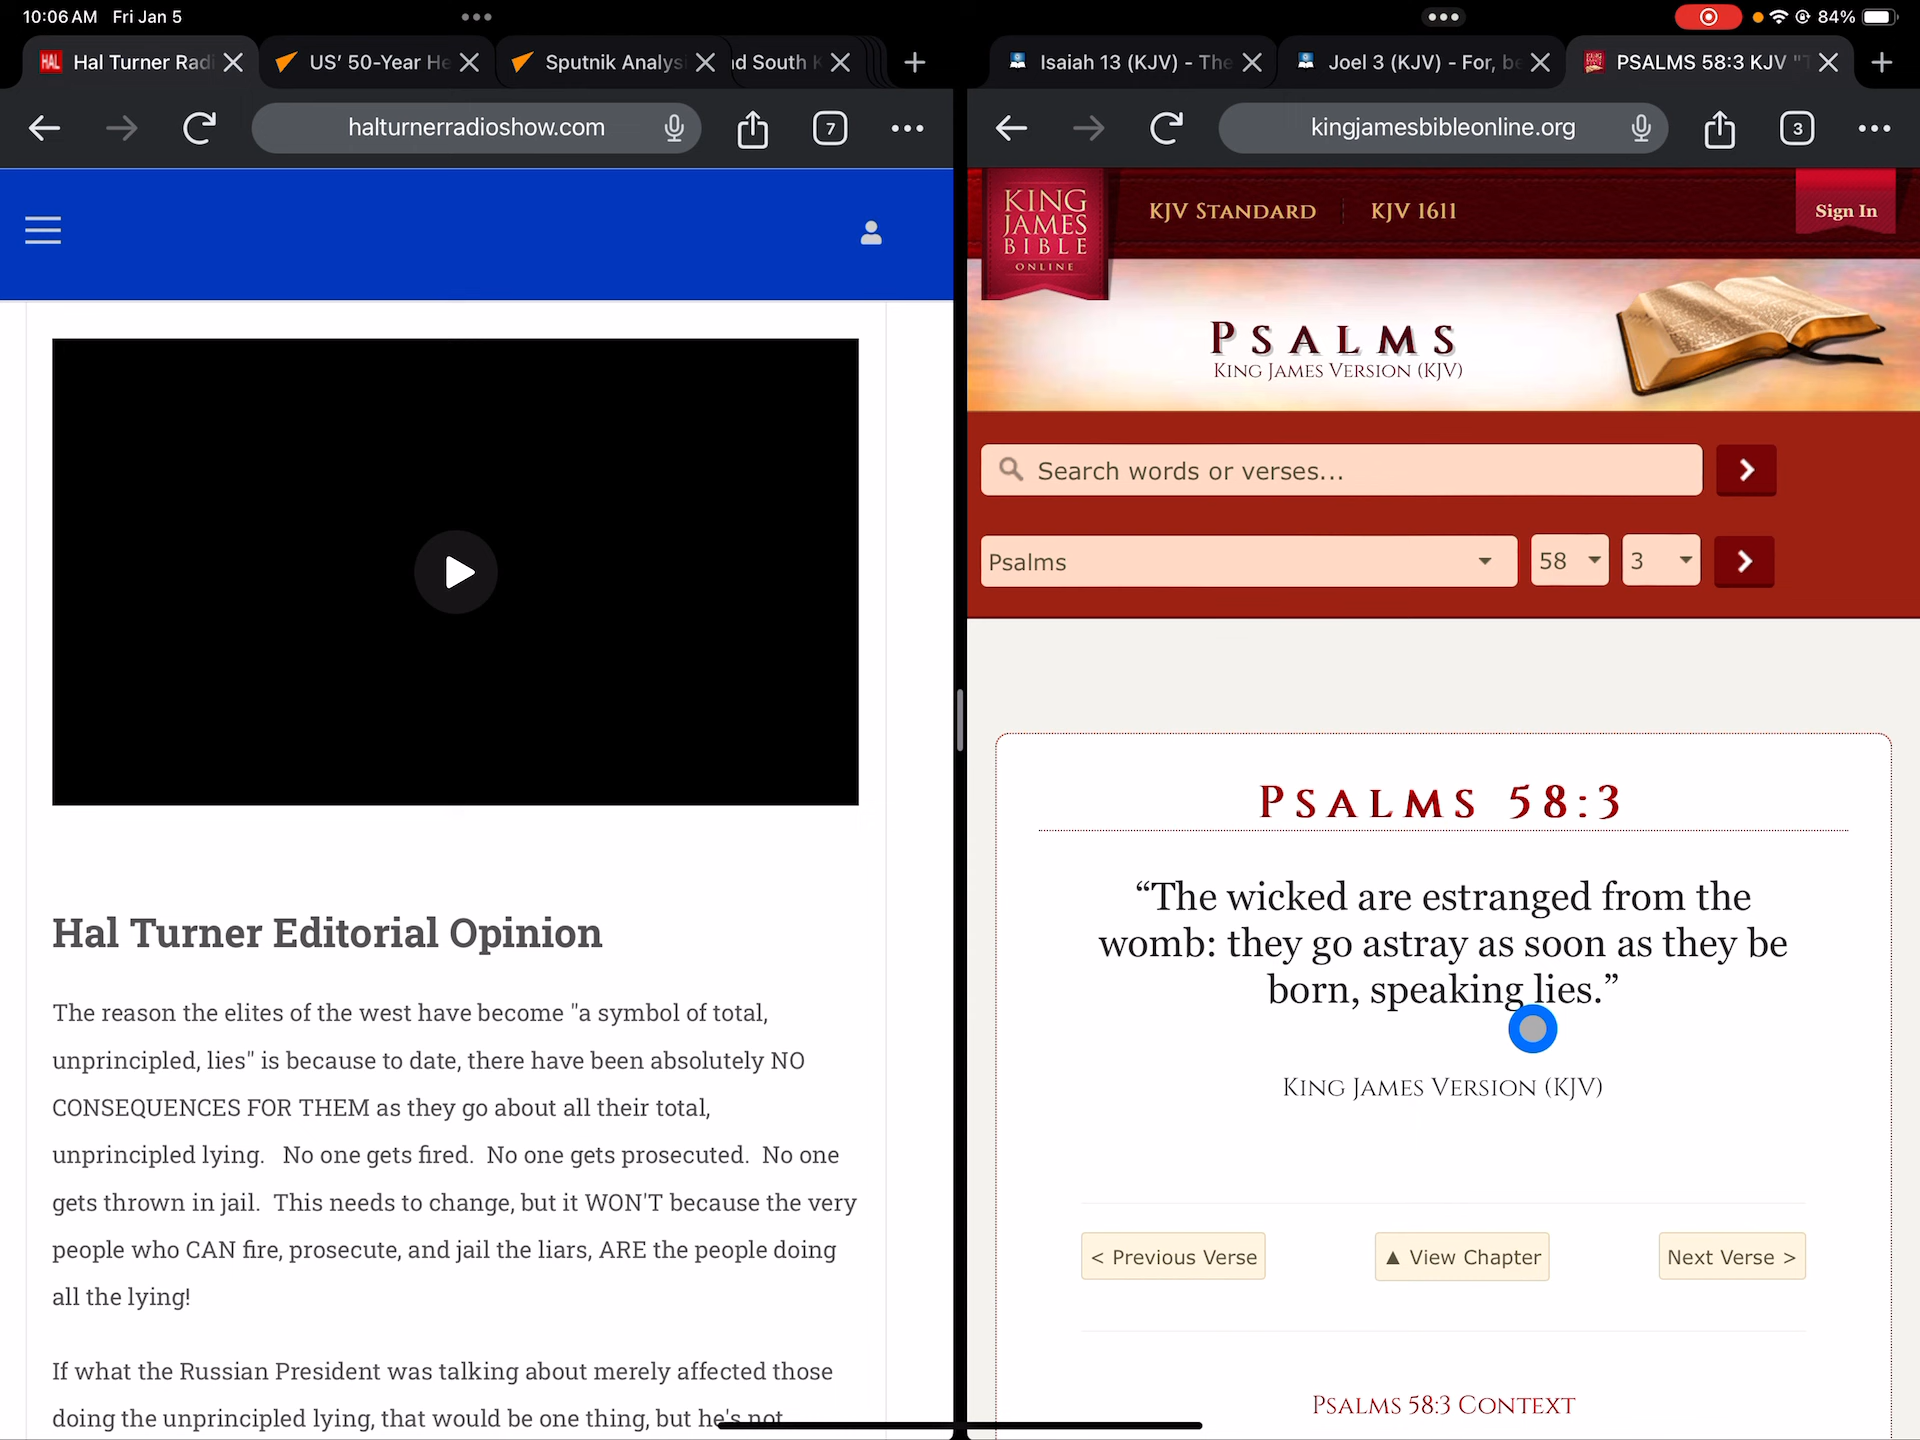 10:06 AM Fri Jan 5
84%
Hal Turner Radi
US’ 50-Year He
Sputnik Analys
nd South K
halturnerradioshow.com
7
Hal Turner Editorial Opinion
The reason the elites of the west have become "a symbol of total,
unprincipled, lies" is because to date, there have been absolutely NO
CONSEQUENCES FOR THEM as they go about all their total,
unprincipled lying. No one gets fired. No one gets prosecuted. No one
gets thrown in jail. This needs to change, but it WON'T because the very
people who CAN fire, prosecute, and jail the liars, ARE the people doing
all the lying!
If what the Russian President was talking about merely affected those
doing the unprincipled lying, that would be one thing, but he's not
Isaiah 13 (KJV) - The
Joel 3 (KJV) - For, be
PSALMS 58:3 KJV "T
kingjamesbibleonline.org
3
KING
JAMES
BIBLE
ONLINE
KJV STANDARD
KJV 1611
Sign In
PSALMS
KING JAMES VERSION (KJV)
Search words or verses...
Psalms
58
3
PSALMS 58:3
“The wicked are estranged from the
womb: they go astray as soon as they be
born, speaking lies.”
KING JAMES VERSION (KJV)
< Previous Verse
▲ View Chapter
Next Verse >
PSALMS 58:3 CONTEXT